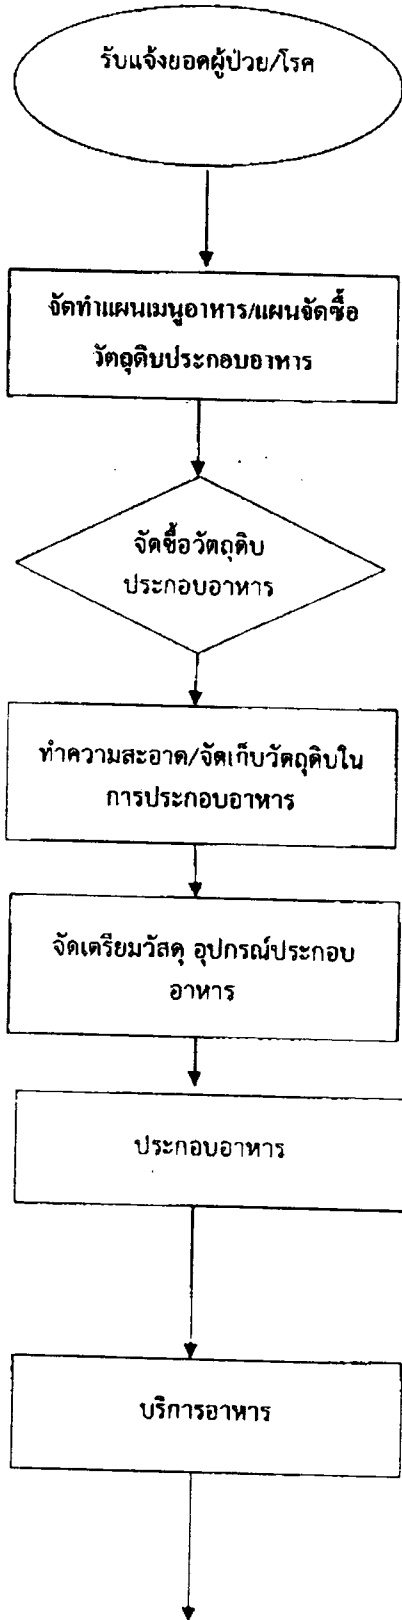 รับแจ้งยอดผู้ป่วย/โรค
จัดทำแผนเมนูอาหาร/แผนจัดซื้อ
วัตถุดิบประกอบอาหาร
จัดซื้อวัตถุดิบ
ประกอบอาหาร
ทำความสะอาด/จัดเก็บวัตถุดิบใน
การประกอบอาหาร
จัดเตรียมวัสดุ อุปกรณ์ประกอบ
อาหาร
ประกอบอาหาร
บริการอาหาร